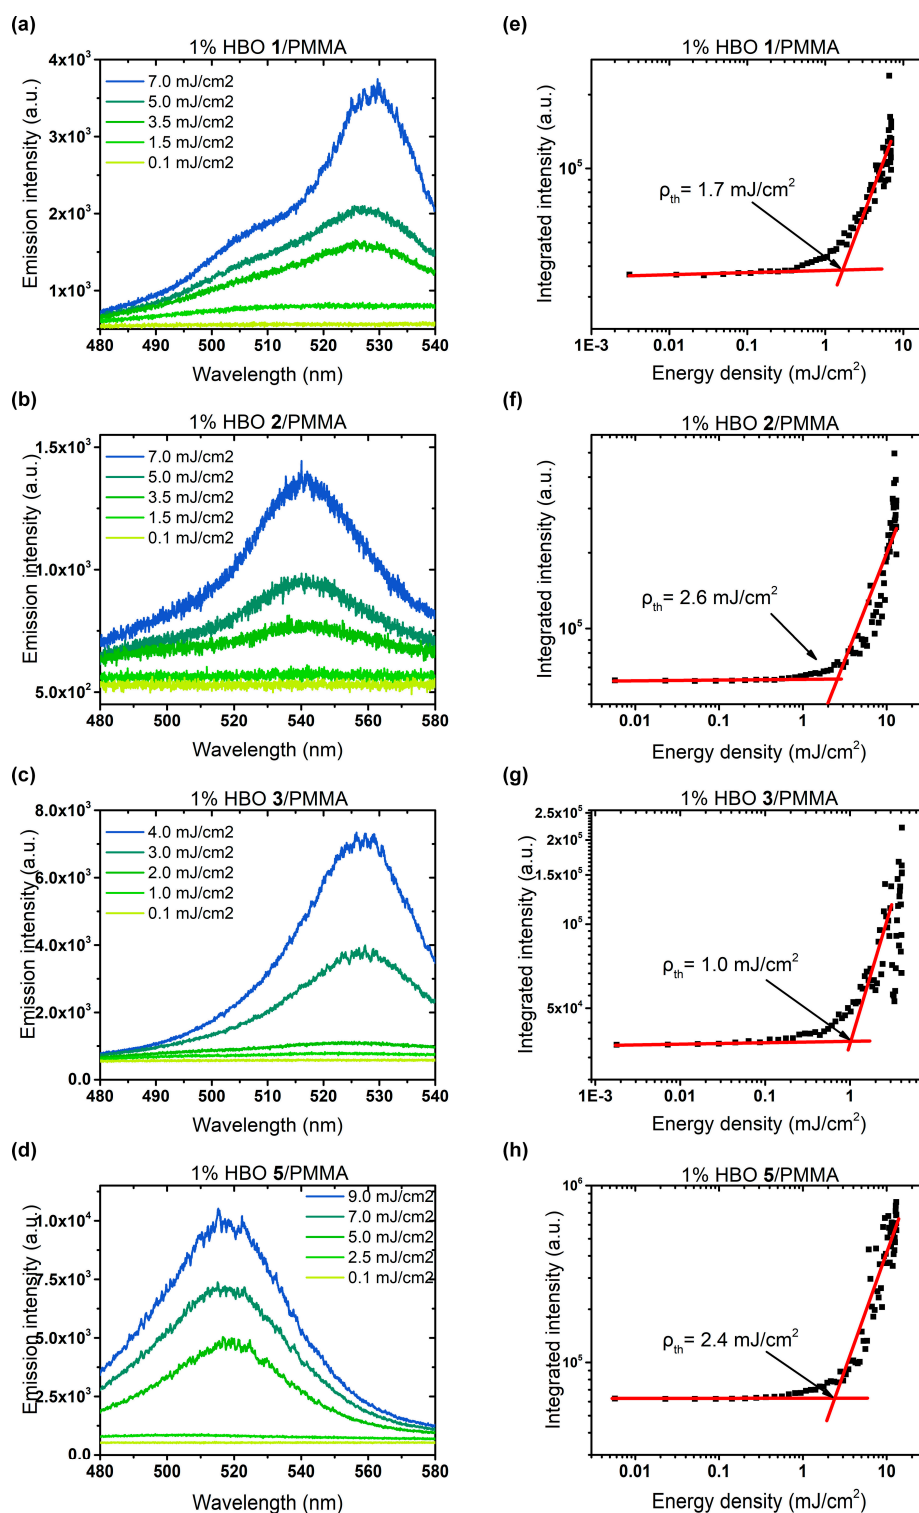 (a)
1% HBO 1/PMMA
4x10³
3x10³
2x10³
1x10³
Emission intensity (a.u.)
7.0 mJ/cm2
5.0 mJ/cm2
3.5 mJ/cm2
1.5 mJ/cm2
0.1 mJ/cm2
480 490 500 510 520 530 540
Wavelength (nm)
(e)
1% HBO 1/PMMA
10⁵
Integrated intensity (a.u.)
ρth= 1.7 mJ/cm²
1E-3 0.01 0.1 1 10
Energy density (mJ/cm²)
(b)
1% HBO 2/PMMA
1.5x10³
1.0x10³
5.0x10²
Emission intensity (a.u.)
7.0 mJ/cm2
5.0 mJ/cm2
3.5 mJ/cm2
1.5 mJ/cm2
0.1 mJ/cm2
480 500 520 540 560 580
Wavelength (nm)
(f)
1% HBO 2/PMMA
10⁵
Integrated intensity (a.u.)
ρth= 2.6 mJ/cm²
0.01 0.1 1 10
Energy density (mJ/cm²)
(c)
1% HBO 3/PMMA
8.0x10³
6.0x10³
4.0x10³
2.0x10³
0.0
Emission intensity (a.u.)
4.0 mJ/cm2
3.0 mJ/cm2
2.0 mJ/cm2
1.0 mJ/cm2
0.1 mJ/cm2
480 490 500 510 520 530 540
Wavelength (nm)
(g)
1% HBO 3/PMMA
2.5x10⁵
2x10⁵
1.5x10⁵
10⁵
5x10⁴
Integrated intensity (a.u.)
ρth= 1.0 mJ/cm²
1E-3 0.01 0.1 1
Energy density (mJ/cm²)
(d)
1% HBO 5/PMMA
1.0x10⁴
7.5x10³
5.0x10³
2.5x10³
0.0
Emission intensity (a.u.)
9.0 mJ/cm2
7.0 mJ/cm2
5.0 mJ/cm2
2.5 mJ/cm2
0.1 mJ/cm2
480 500 520 540 560 580
Wavelength (nm)
(h)
1% HBO 5/PMMA
10⁶
10⁵
Integrated intensity (a.u.)
ρth= 2.4 mJ/cm²
0.01 0.1 1 10
Energy density (mJ/cm²)